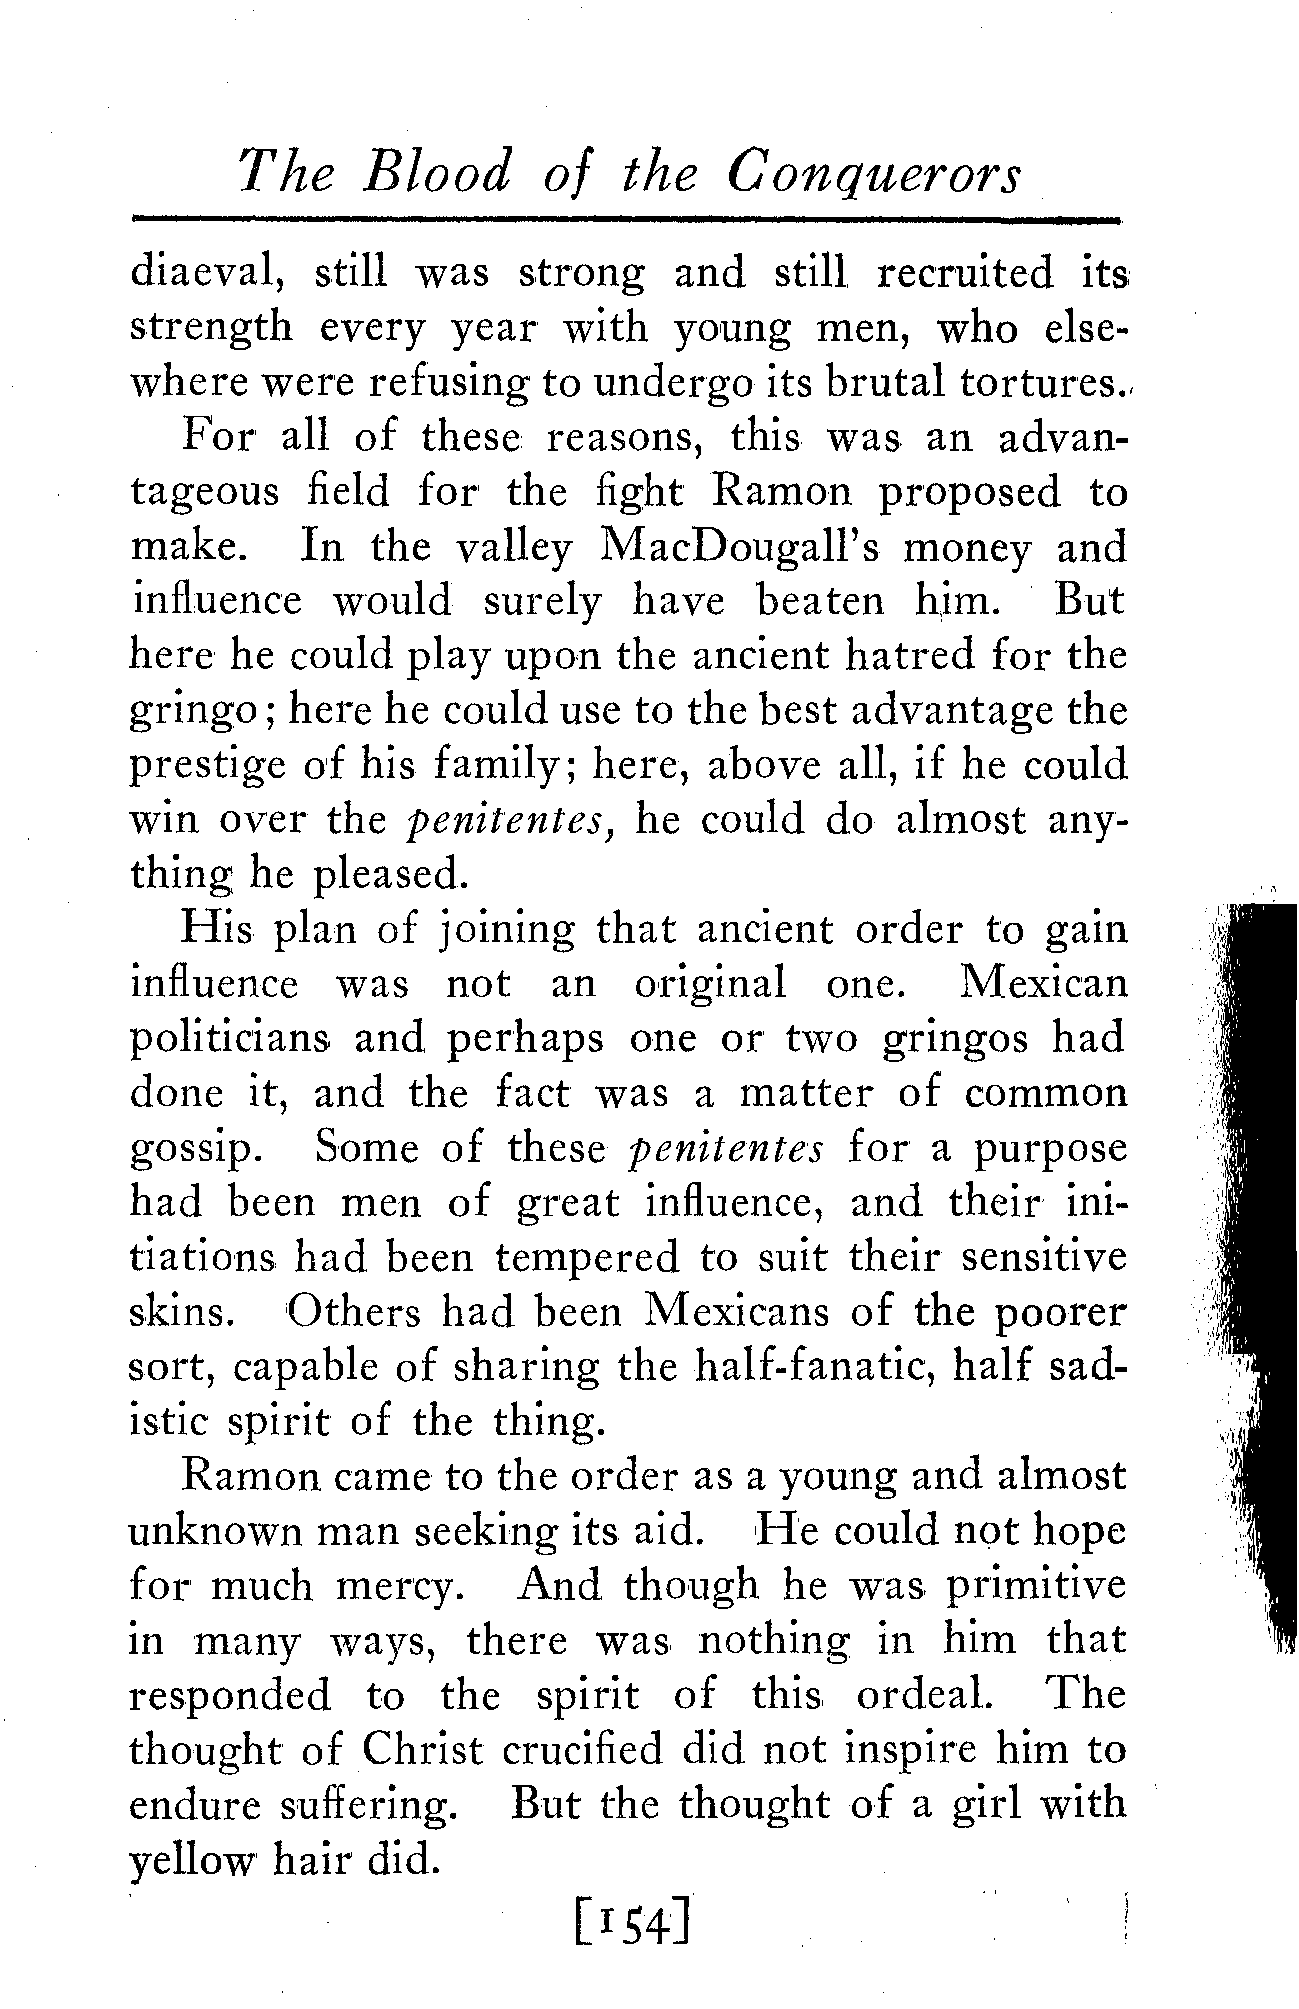 The Blood of the Conquerors
diaeval, still was strong and still recruited its
strength every year with young men, who else-
where were refusing to undergo its brutal tortures.
For all of these reasons, this was an advan-
tageous field for the fight Ramon proposed to
make. In the valley MacDougall's money and
influence would surely have beaten him. But
here he could play upon the ancient hatred for the
gringo; here he could use to the best advantage the
prestige of his family; here, above all, if he could
win over the penitentes, he could do almost any-
thing he pleased.
His plan of joining that ancient order to gain
influence was not an original one. Mexican
politicians and perhaps one or two gringos had
done it, and the fact was a matter of common
gossip. Some of these penitentes for a purpose
had been men of great influence, and their ini-
tiations had been tempered to suit their sensitive
skins. Others had been Mexicans of the poorer
sort, capable of sharing the half-fanatic, half sad-
istic spirit of the thing.
Ramon came to the order as a young and almost
unknown man seeking its aid. He could not hope
for much mercy. And though he was primitive
in many ways, there was nothing in him that
responded to the spirit of this ordeal. The
thought of Christ crucified did not inspire him to
endure suffering. But the thought of a girl with
yellow hair did.
[154]